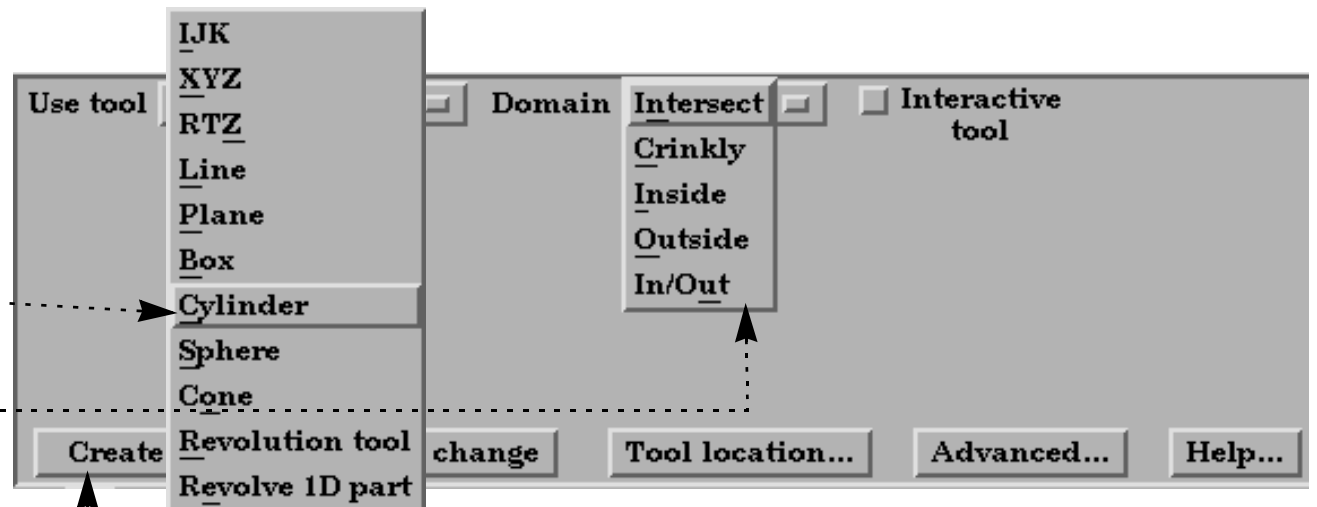 IJK
XYZ
RTZ
Line
Plane
Box
Cylinder
Sphere
Cone
Revolution tool
Revolve 1D part
Use tool
Domain
Intersect
Crinkly
Inside
Outside
In/Out
Interactive
tool
Create
change
Tool location...
Advanced...
Help...